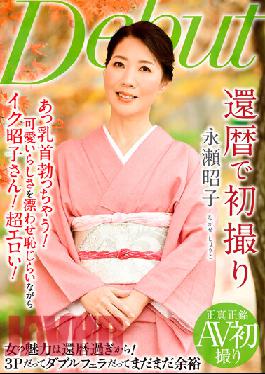 Debut
還暦で初撮り
永瀬昭子
あっ乳首勃っちゃう!
可愛いらしさを漂わせ恥じらいながら
イク昭子さん!超エロい!
正真正銘
AV初
撮り
女の魅力は還暦過ぎから!
3Pだってダブルフェラだってまだまだ余裕